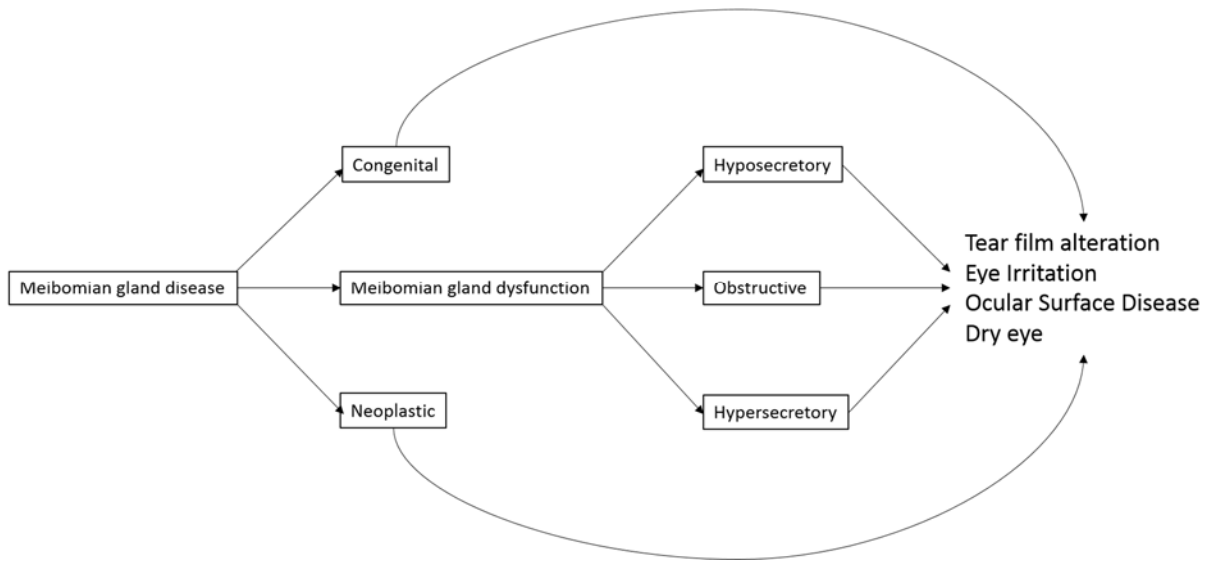 Congenital
Hyposecretory
Tear film alteration
Eye Irritation
Meibomian gland disease
Meibomian gland dysfunction
Obstructive
Ocular Surface Disease
Dry eye
Neoplastic
Hypersecretory